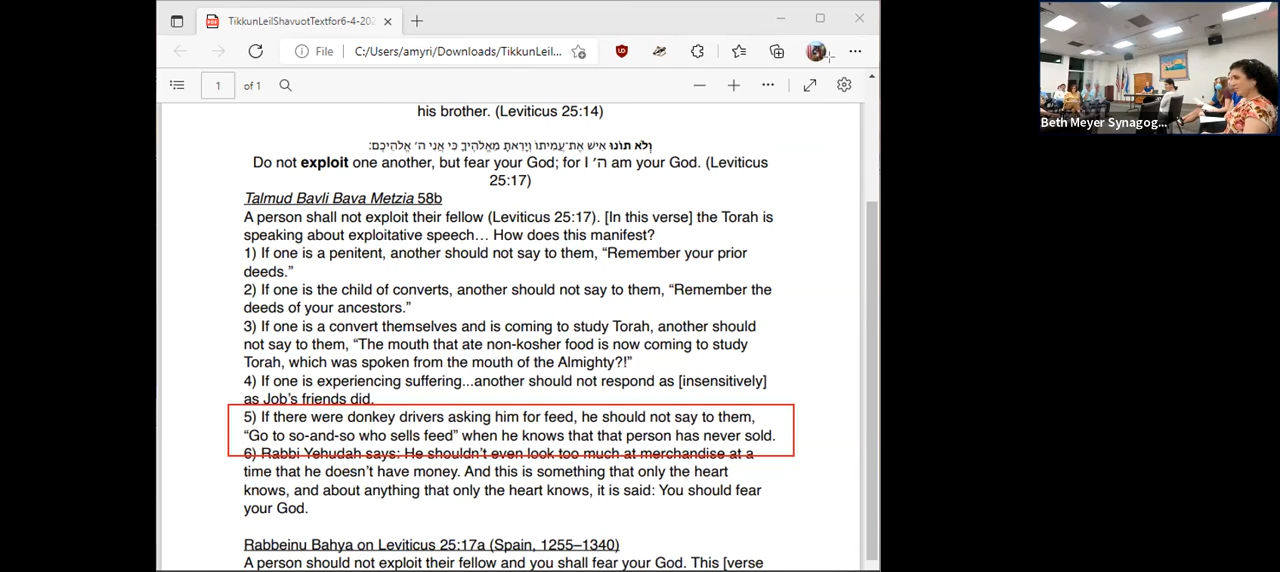 TikkunLeilShavuotTextfor6-4-202
File
C:/Users/amyri/Downloads/TikkunLeil...
1 of 1
his brother. (Leviticus 25:14)
וְלֹא תוֹנוּ אִישׁ אֶת־עֲמִיתוֹ וְיָרֵאתָ מֵאֱלֹהֶיךָ כִּי אֲנִי ה׳ אֱלֹהֵיכֶם׃
Do not exploit one another, but fear your God; for I ה׳ am your God. (Leviticus
25:17)
Talmud Bavli Bava Metzia 58b
A person shall not exploit their fellow (Leviticus 25:17). [In this verse] the Torah is
speaking about exploitative speech… How does this manifest?
1) If one is a penitent, another should not say to them, “Remember your prior
deeds.”
2) If one is the child of converts, another should not say to them, “Remember the
deeds of your ancestors.”
3) If one is a convert themselves and is coming to study Torah, another should
not say to them, “The mouth that ate non-kosher food is now coming to study
Torah, which was spoken from the mouth of the Almighty?!”
4) If one is experiencing suffering...another should not respond as [insensitively]
as Job’s friends did.
5) If there were donkey drivers asking him for feed, he should not say to them,
“Go to so-and-so who sells feed” when he knows that that person has never sold.
6) Rabbi Yehudah says: He shouldn’t even look too much at merchandise at a
time that he doesn’t have money. And this is something that only the heart
knows, and about anything that only the heart knows, it is said: You should fear
your God.
Rabbeinu Bahya on Leviticus 25:17a (Spain, 1255–1340)
A person should not exploit their fellow and you shall fear your God. This [verse
Beth Meyer Synagog...